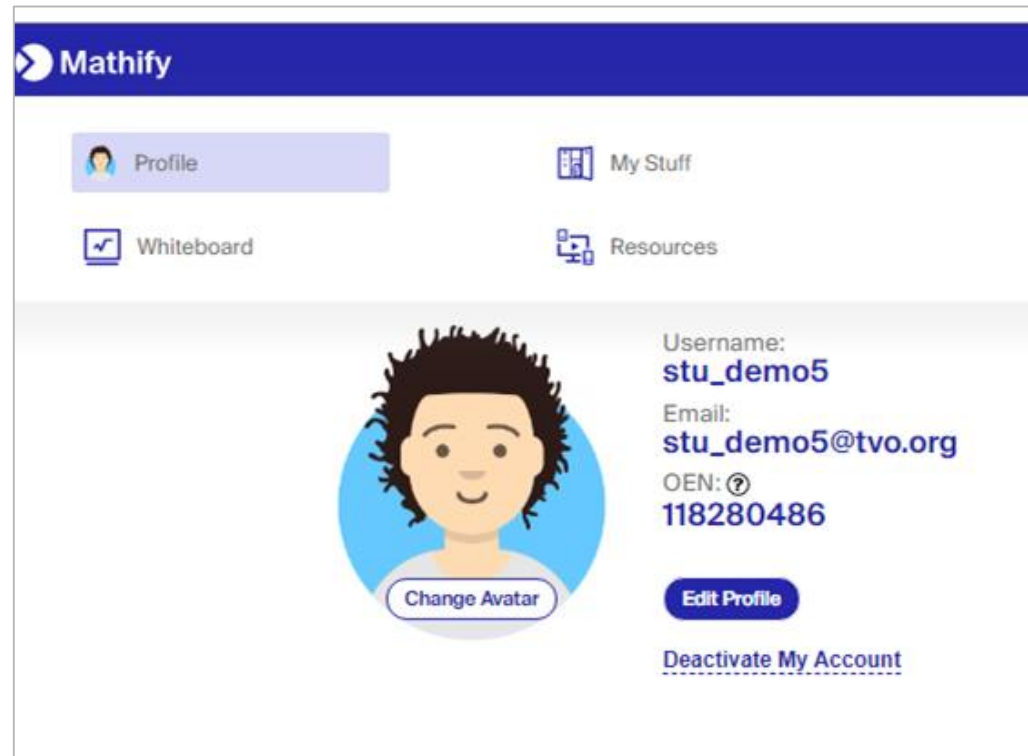 Mathify
Profile
My Stuff
Whiteboard
Resources
Username:
stu_demo5
Email:
stu_demo5@tvo.org
OEN: ?
118280486
Change Avatar
Edit Profile
Deactivate My Account